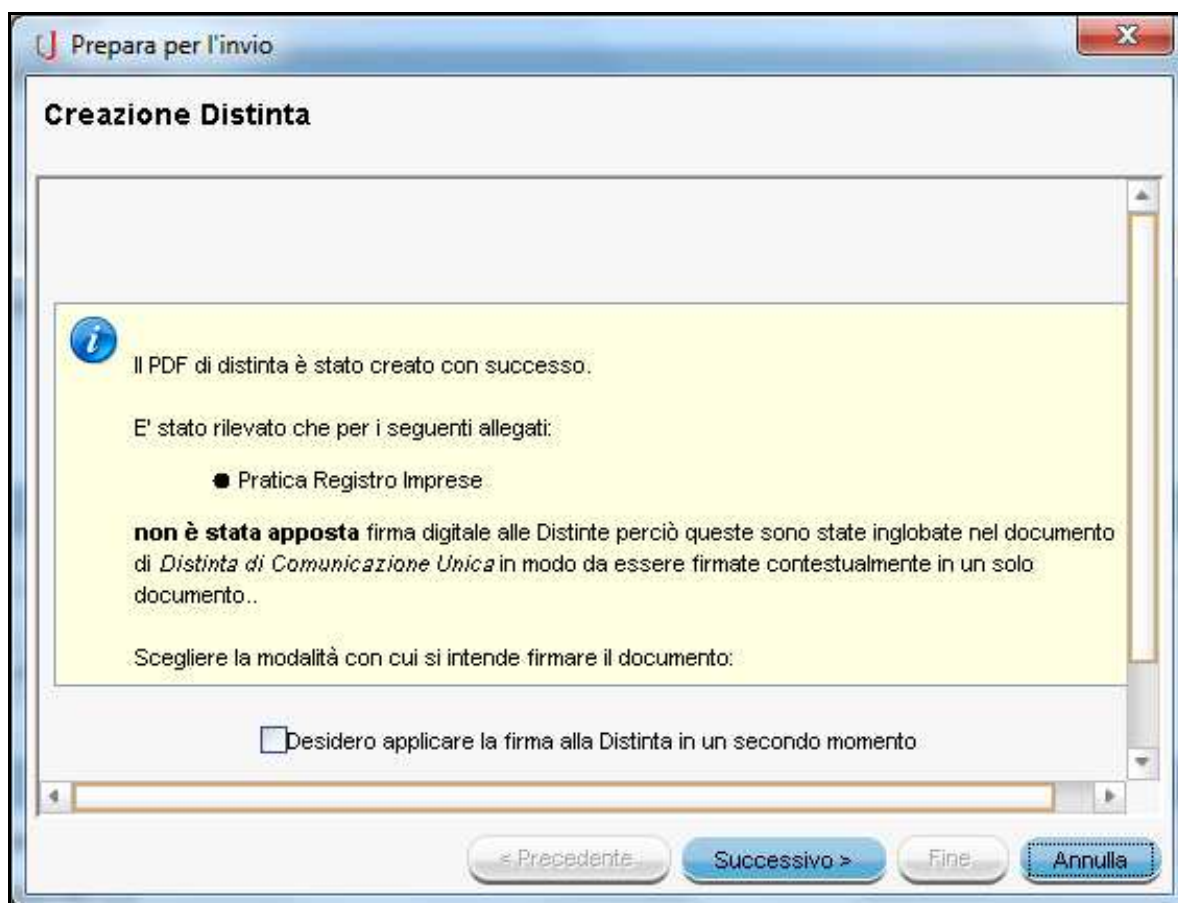 Prepara per l'invio
Creazione Distinta
Il PDF di distinta è stato creato con successo.
E' stato rilevato che per i seguenti allegati:
● Pratica Registro Imprese
non è stata apposta firma digitale alle Distinte perciò queste sono state inglobate nel documento
di Distinta di Comunicazione Unica in modo da essere firmate contestualmente in un solo
documento..
Scegliere la modalità con cui si intende firmare il documento:
Desidero applicare la firma alla Distinta in un secondo momento
< Precedente Successivo > Fine Annulla